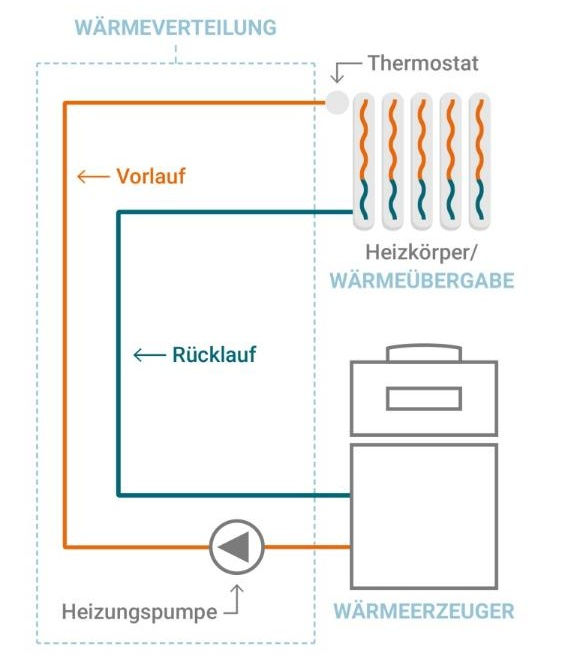 WÄRMEVERTEILUNG
Thermostat
Vorlauf
Heizkörper/
WÄRMEÜBERGABE
Rücklauf
Heizungspumpe
WÄRMEERZEUGER